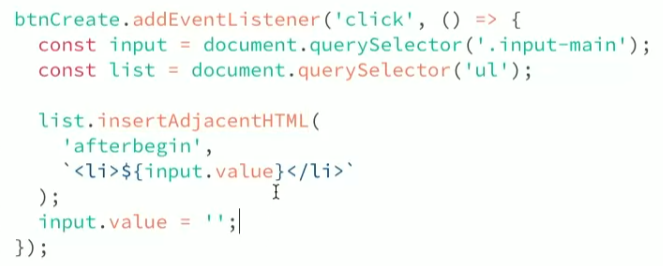 btnCreate.addEventListener('click', () => {
  const input = document.querySelector('.input-main');
  const list = document.querySelector('ul');

  list.insertAdjacentHTML(
    'afterbegin',
    `<li>${input.value}</li>`
  );
  input.value = '';
});